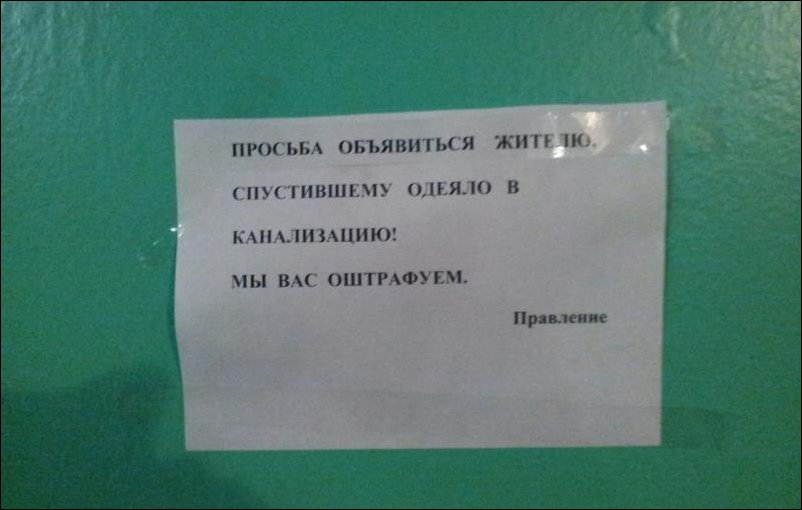 ПРОСЬБА ОБЪЯВИТЬСЯ ЖИТЕЛЮ,
СПУСТИВШЕМУ ОДЕЯЛО В
КАНАЛИЗАЦИЮ!
МЫ ВАС ОШТРАФУЕМ.
Правление